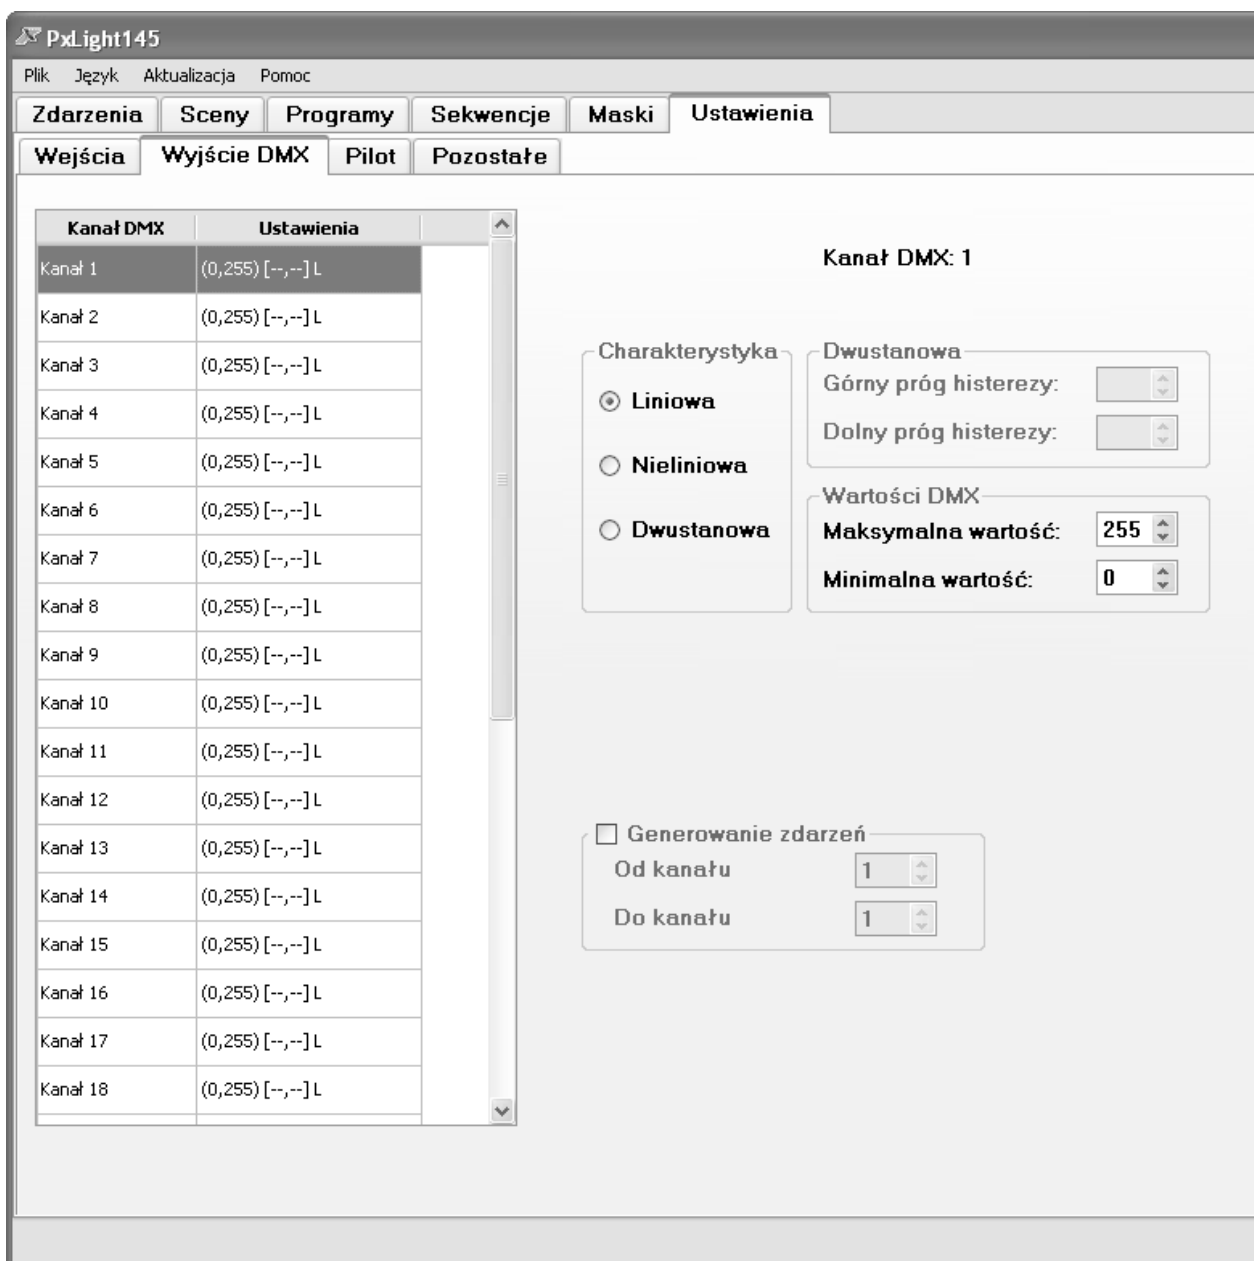 PxLight145
Plik Język Aktualizacja Pomoc
Zdarzenia Sceny Programy Sekwencje Maski Ustawienia
Wejścia Wyjście DMX Pilot Pozostałe
Kanał DMX Ustawienia
Kanał 1 (0,255) [--,--] L
Kanał 2 (0,255) [--,--] L
Kanał 3 (0,255) [--,--] L
Kanał 4 (0,255) [--,--] L
Kanał 5 (0,255) [--,--] L
Kanał 6 (0,255) [--,--] L
Kanał 7 (0,255) [--,--] L
Kanał 8 (0,255) [--,--] L
Kanał 9 (0,255) [--,--] L
Kanał 10 (0,255) [--,--] L
Kanał 11 (0,255) [--,--] L
Kanał 12 (0,255) [--,--] L
Kanał 13 (0,255) [--,--] L
Kanał 14 (0,255) [--,--] L
Kanał 15 (0,255) [--,--] L
Kanał 16 (0,255) [--,--] L
Kanał 17 (0,255) [--,--] L
Kanał 18 (0,255) [--,--] L
Kanał DMX: 1
Charakterystyka
Liniowa
Nieliniowa
Dwustanowa
Dwustanowa
Górny próg histerezy:
Dolny próg histerezy:
Wartości DMX
Maksymalna wartość: 255
Minimalna wartość: 0
Generowanie zdarzeń
Od kanału 1
Do kanału 1